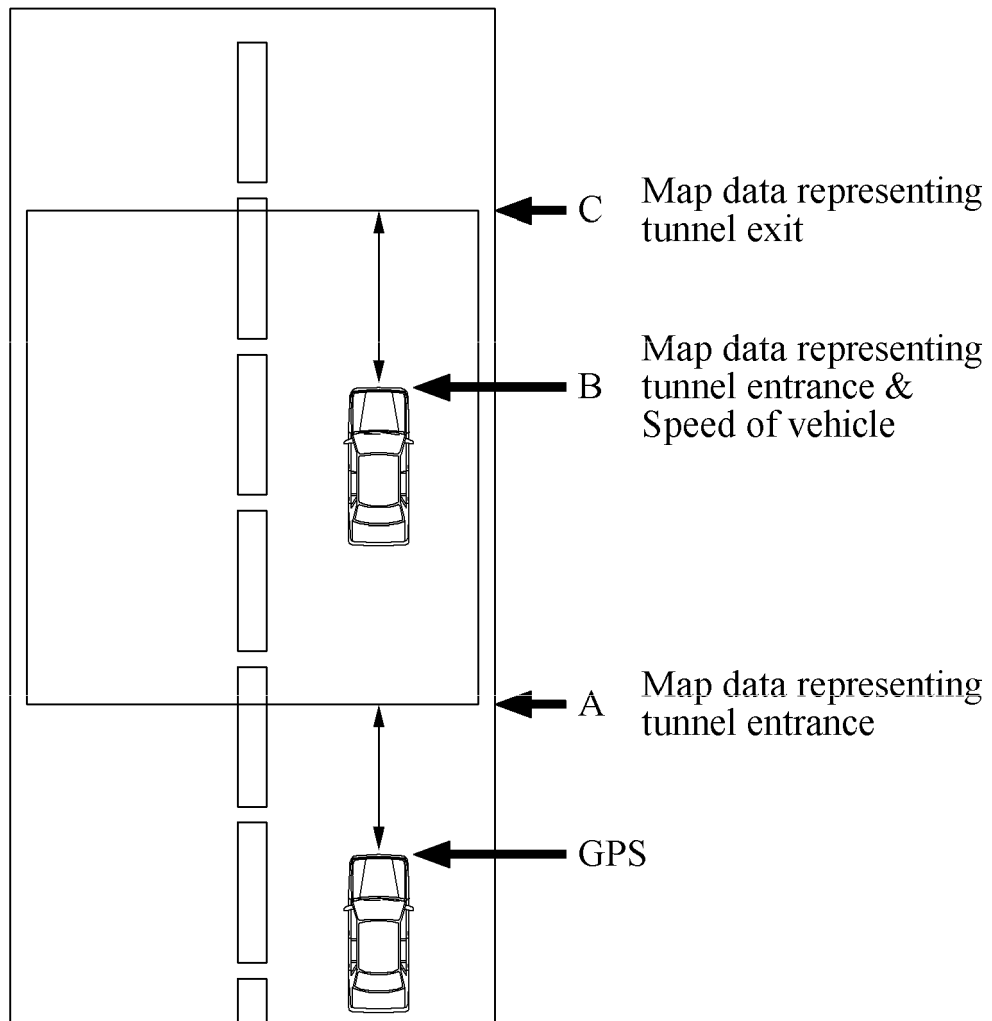 C Map data representing
tunnel exit
B Map data representing
tunnel entrance &
Speed of vehicle
A Map data representing
tunnel entrance
GPS